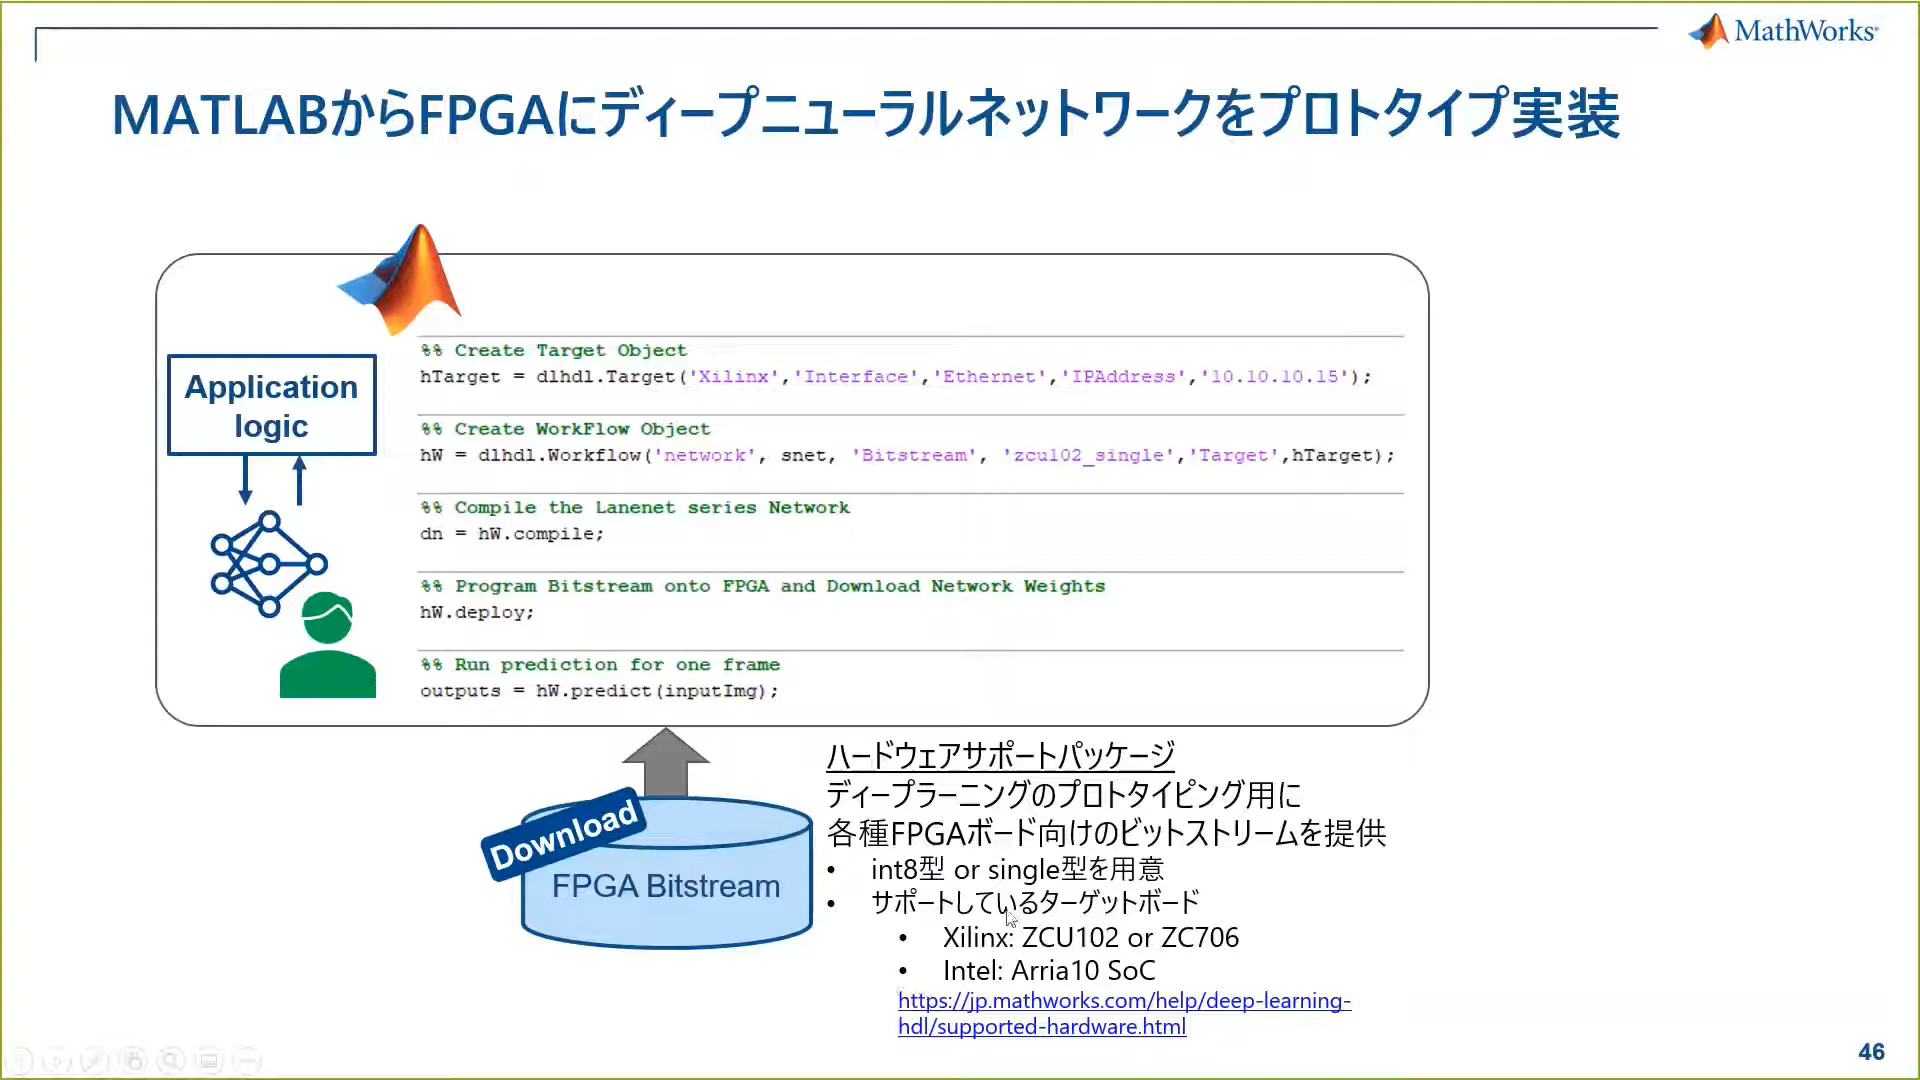 MathWorks
MATLABからFPGAにディープニューラルネットワークをプロトタイプ実装
Application
logic
%% Create Target Object
hTarget = dlhdl.Target('Xilinx','Interface','Ethernet','IPAddress','10.10.10.15');
%% Create WorkFlow Object
hW = dlhdl.Workflow('network', snet, 'Bitstream', 'zcu102_single','Target',hTarget);
%% Compile the Lanenet series Network
dn = hW.compile;
%% Program Bitstream onto FPGA and Download Network Weights
hW.deploy;
%% Run prediction for one frame
outputs = hW.predict(inputImg);
Download
FPGA Bitstream
ハードウェアサポートパッケージ
ディープラーニングのプロトタイピング用に
各種FPGAボード向けのビットストリームを提供
• int8型 or single型を用意
• サポートしているターゲットボード
• Xilinx: ZCU102 or ZC706
• Intel: Arria10 SoC
https://jp.mathworks.com/help/deep-learning-
hdl/supported-hardware.html
46